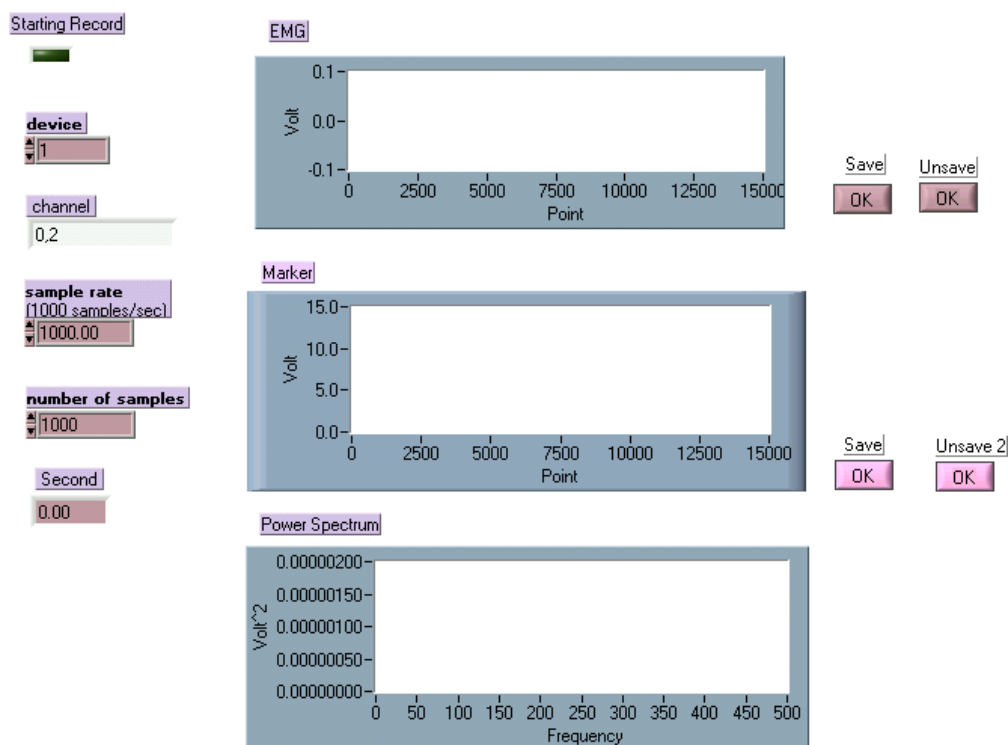 Starting Record
device
1
channel
0,2
sample rate
(1000 samples/sec)
1000.00
number of samples
1000
Second
0.00
EMG
Volt
0.1
0.0
-0.1
0 2500 5000 7500 10000 12500 15000
Point
Save Unsave
OK OK
Marker
Volt
15.0
10.0
5.0
0.0
0 2500 5000 7500 10000 12500 15000
Point
Save Unsave 2
OK OK
Power Spectrum
Volt^2
0.00000200
0.00000150
0.00000100
0.00000050
0.00000000
0 50 100 150 200 250 300 350 400 450 500
Frequency